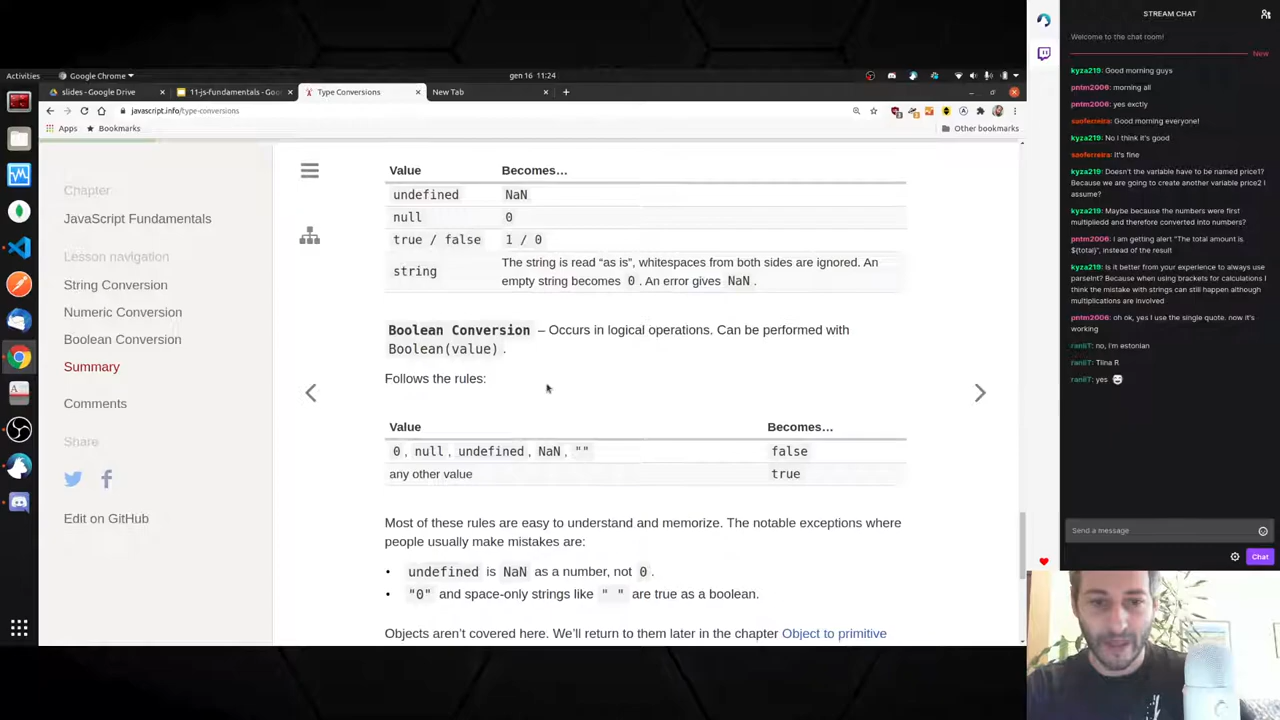 STREAM CHAT
Welcome to the chat room!
New
kyza219: Good morning guys
pntm2006: morning all
pntm2006: yes exctly
saoferreira: Good morning everyone!
kyza219: No I think it's good
saoferreira: It's fine
kyza219: Doesn't the variable have to be named price1?
Because we are going to create another variable price2 I
assume?
kyza219: Maybe because the numbers were first
multipliedd and therefore converted into numbers?
pntm2006: I am getting alert "The total amount is
${total}", instead of the result
kyza219: Is it better from your experience to always use
parseInt? Because when using brackets for calculations I
think the mistake with strings can still happen although
multiplications are involved
pntm2006: oh ok, yes I use the single quote. now it's
working
raniiT: no, i'm estonian
raniiT: Tiina R
raniiT: yes
Send a message
Chat
Activities
Google Chrome
gen 16 11:24
slides - Google Drive
11-js-fundamentals - Goo
Type Conversions
New Tab
javascript.info/type-conversions
Apps
Bookmarks
Other bookmarks
Chapter
JavaScript Fundamentals
Lesson navigation
String Conversion
Numeric Conversion
Boolean Conversion
Summary
Comments
Share
Edit on GitHub
Value Becomes…
undefined NaN
null 0
true / false 1 / 0
string The string is read “as is”, whitespaces from both sides are ignored. An
empty string becomes 0. An error gives NaN.
Boolean Conversion – Occurs in logical operations. Can be performed with
Boolean(value).
Follows the rules:
Value Becomes…
0, null, undefined, NaN, "" false
any other value true
Most of these rules are easy to understand and memorize. The notable exceptions where
people usually make mistakes are:
• undefined is NaN as a number, not 0.
• "0" and space-only strings like " " are true as a boolean.
Objects aren’t covered here. We’ll return to them later in the chapter Object to primitive